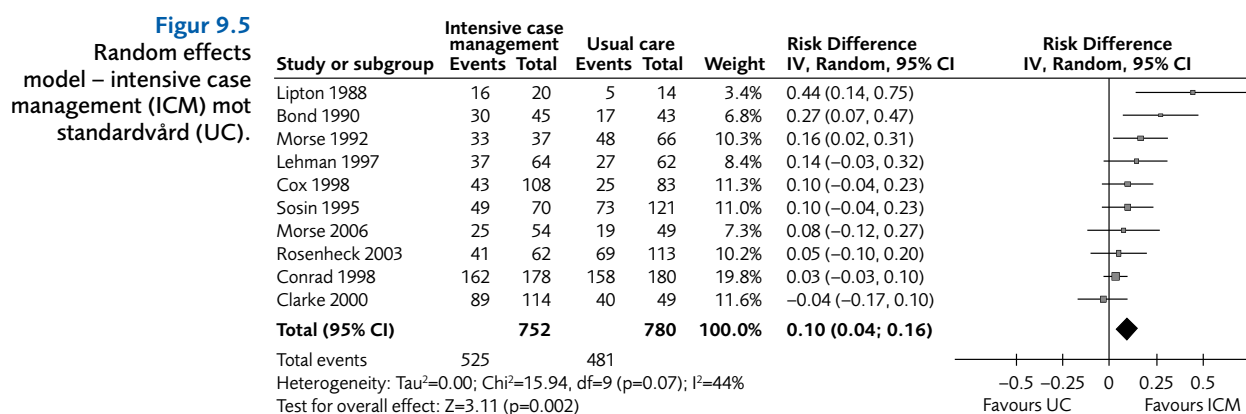 Figur 9.5
Random effects
model – intensive case
management (ICM) mot
standardvård (UC).
Intensive case
management Usual care Risk Difference Risk Difference
Study or subgroup Events Total Events Total Weight IV, Random, 95% CI IV, Random, 95% CI
Lipton 1988 16 20 5 14 3.4% 0.44 (0.14, 0.75)
Bond 1990 30 45 17 43 6.8% 0.27 (0.07, 0.47)
Morse 1992 33 37 48 66 10.3% 0.16 (0.02, 0.31)
Lehman 1997 37 64 27 62 8.4% 0.14 (−0.03, 0.32)
Cox 1998 43 108 25 83 11.3% 0.10 (−0.04, 0.23)
Sosin 1995 49 70 73 121 11.0% 0.10 (−0.04, 0.23)
Morse 2006 25 54 19 49 7.3% 0.08 (−0.12, 0.27)
Rosenheck 2003 41 62 69 113 10.2% 0.05 (−0.10, 0.20)
Conrad 1998 162 178 158 180 19.8% 0.03 (−0.03, 0.10)
Clarke 2000 89 114 40 49 11.6% −0.04 (−0.17, 0.10)
Total (95% CI) 752 780 100.0% 0.10 (0.04; 0.16)
Total events 525 481
Heterogeneity: Tau²=0.00; Chi²=15.94, df=9 (p=0.07); I²=44%
Test for overall effect: Z=3.11 (p=0.002)
−0.5 −0.25 0 0.25 0.5
Favours UC Favours ICM